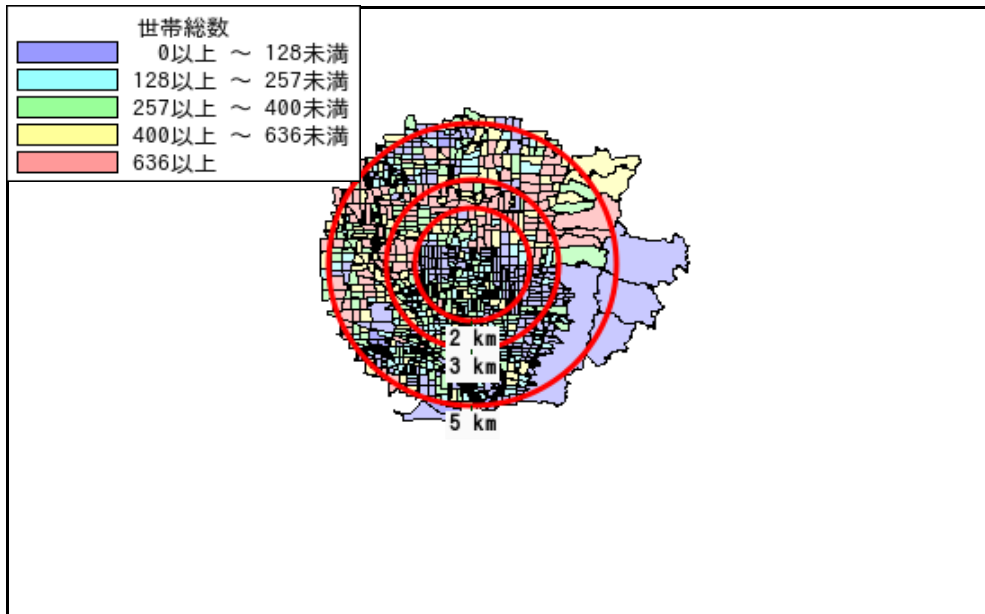 世帯総数
0以上 ～ 128未満
128以上 ～ 257未満
257以上 ～ 400未満
400以上 ～ 636未満
636以上
2 km
3 km
5 km